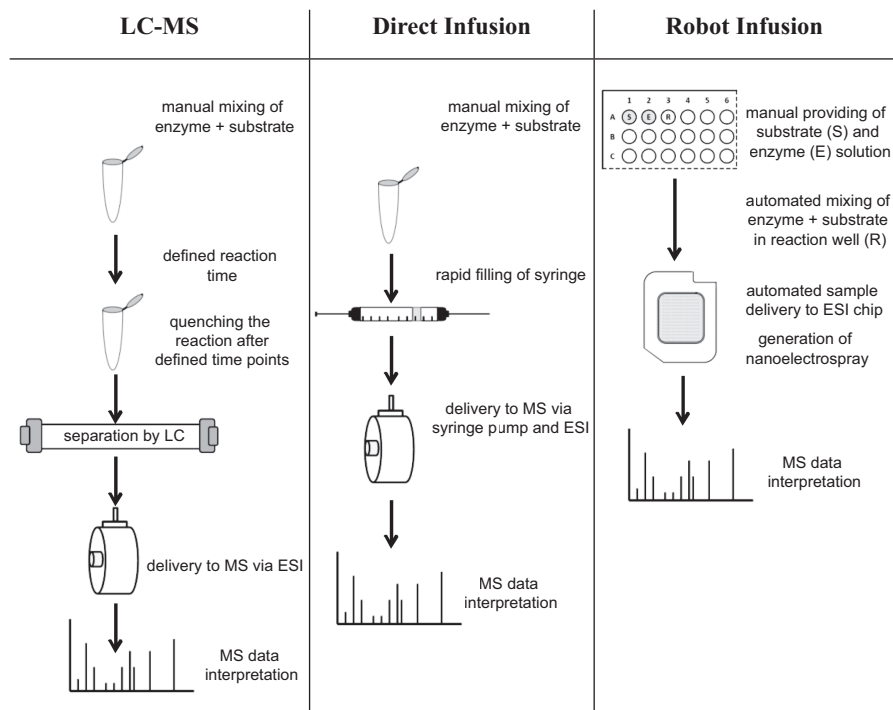 LC-MS
manual mixing of
enzyme + substrate
defined reaction
time
quenching the
reaction after
defined time points
separation by LC
delivery to MS via ESI
MS data
interpretation
Direct Infusion
manual mixing of
enzyme + substrate
rapid filling of syringe
delivery to MS via
syringe pump and ESI
MS data
interpretation
Robot Infusion
1 2 3 4 5 6
A S E R
B
C
manual providing of
substrate (S) and
enzyme (E) solution
automated mixing of
enzyme + substrate
in reaction well (R)
automated sample
delivery to ESI chip
generation of
nanoelectrospray
MS data
interpretation